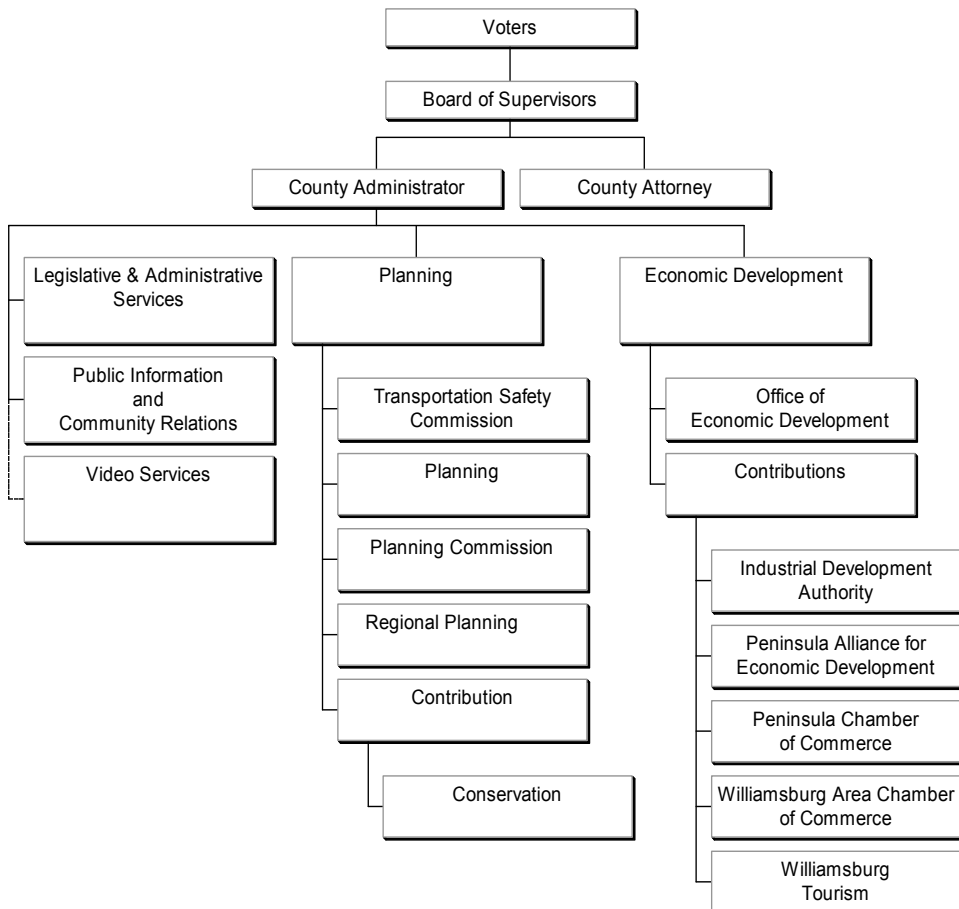 Voters
Board of Supervisors
County Administrator
County Attorney
Legislative & Administrative
Services
Public Information
and
Community Relations
Video Services
Planning
Transportation Safety
Commission
Planning
Planning Commission
Regional Planning
Contribution
Conservation
Economic Development
Office of
Economic Development
Contributions
Industrial Development
Authority
Peninsula Alliance for
Economic Development
Peninsula Chamber
of Commerce
Williamsburg Area Chamber
of Commerce
Williamsburg
Tourism